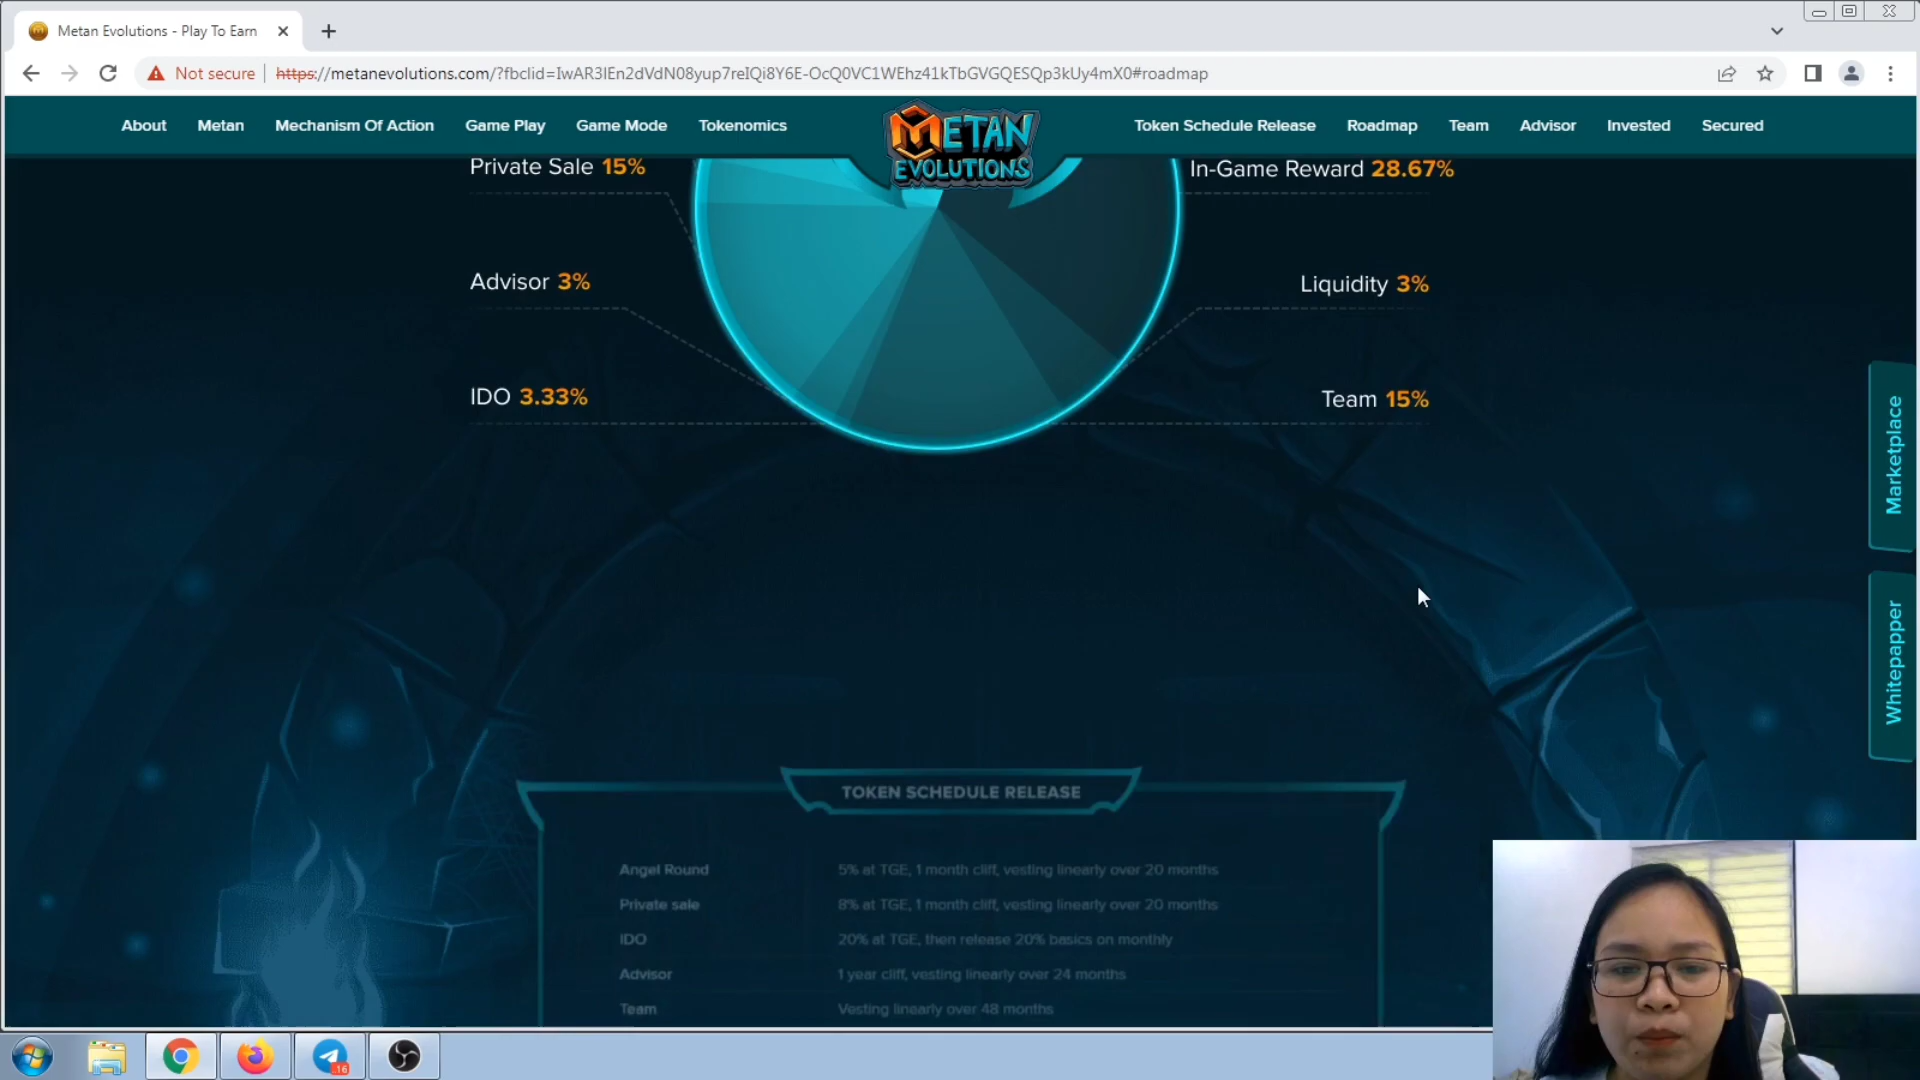 Metan Evolutions - Play To Earn
Not secure
https://metanevolutions.com/?fbclid=IwAR3lEn2dVdN08yup7reIQi8Y6E-OcQ0VC1WEhz41kTbGVGQESQp3kUy4mX0#roadmap
About Metan Mechanism Of Action Game Play Game Mode Tokenomics
METAN
EVOLUTIONS
Token Schedule Release Roadmap Team Advisor Invested Secured
Private Sale 15%
In-Game Reward 28.67%
Advisor 3%
Liquidity 3%
IDO 3.33%
Team 15%
Marketplace
Whitepapper
TOKEN SCHEDULE RELEASE
Angel Round 5% at TGE, 1 month cliff, vesting linearly over 20 months
Private sale 8% at TGE, 1 month cliff, vesting linearly over 20 months
IDO 20% at TGE, then release 20% basics on monthly
Advisor 1 year cliff, vesting linearly over 24 months
Team Vesting linearly over 48 months
16